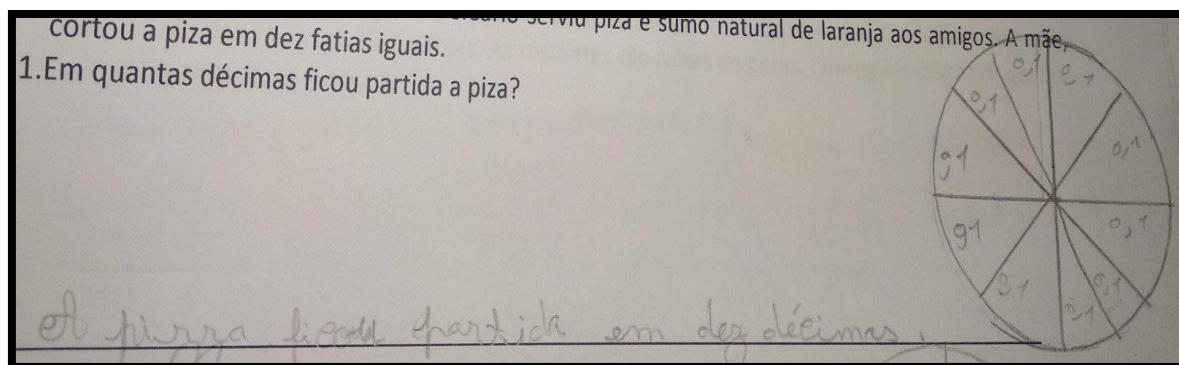 serviu piza e sumo natural de laranja aos amigos. A mãe,
cortou a piza em dez fatias iguais.
1.Em quantas décimas ficou partida a piza?
0,1 0,1
0,1
0,1
0,1
0,1
0,1
0,1
0,1
0,1
A pizza ficou partida em dez décimas.